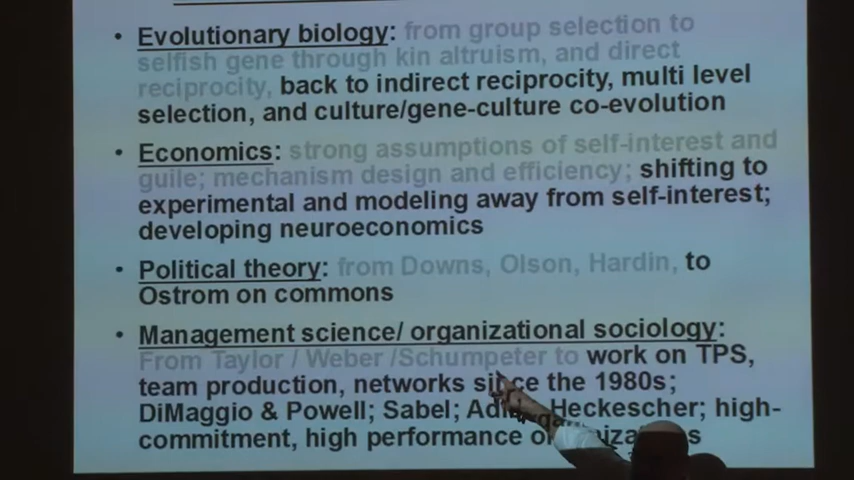 • Evolutionary biology: from group selection to
selfish gene through kin altruism, and direct
reciprocity, back to indirect reciprocity, multi level
selection, and culture/gene-culture co-evolution
• Economics: strong assumptions of self-interest and
guile; mechanism design and efficiency; shifting to
experimental and modeling away from self-interest;
developing neuroeconomics
• Political theory: from Downs, Olson, Hardin, to
Ostrom on commons
• Management science/ organizational sociology:
From Taylor / Weber /Schumpeter to work on TPS,
team production, networks since the 1980s;
DiMaggio & Powell; Sabel; Heckescher; high-
commitment, high performance